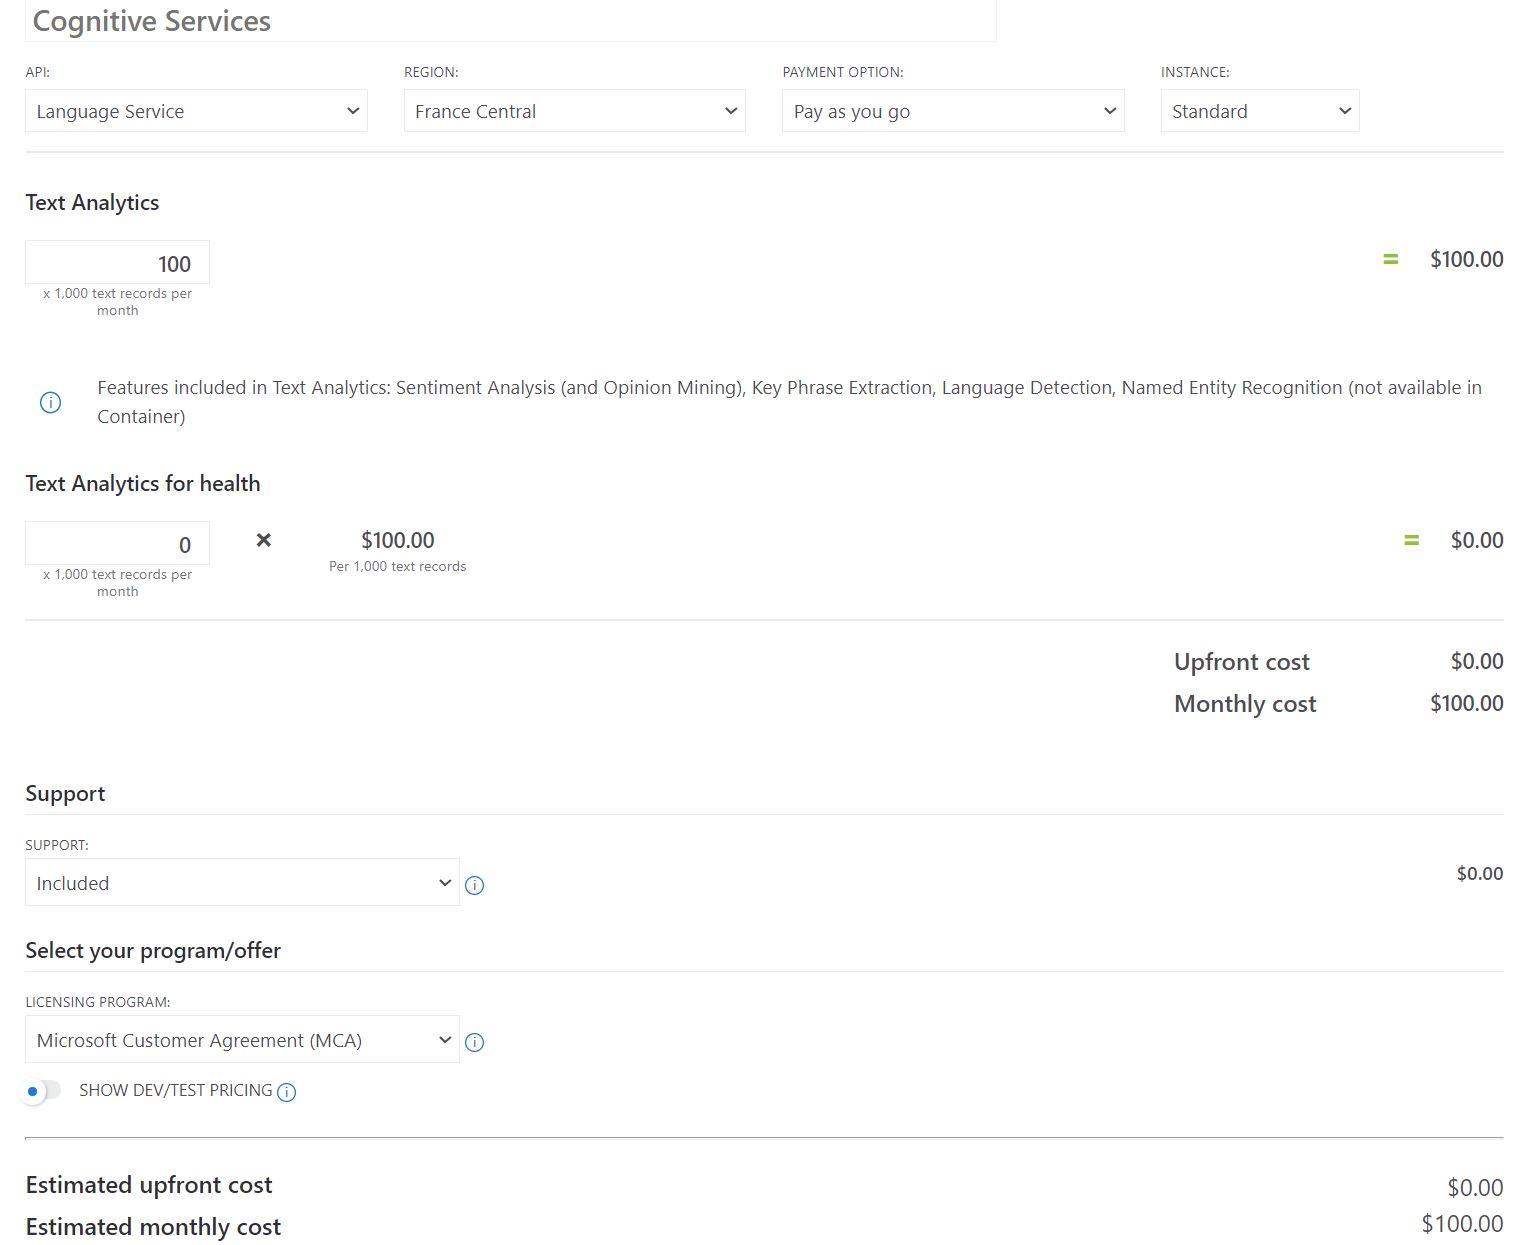 Cognitive Services
API: REGION: PAYMENT OPTION: INSTANCE:
Language Service France Central Pay as you go Standard
Text Analytics
100 = $100.00
x 1,000 text records per
month
Features included in Text Analytics: Sentiment Analysis (and Opinion Mining), Key Phrase Extraction, Language Detection, Named Entity Recognition (not available in
Container)
Text Analytics for health
0 × $100.00 = $0.00
x 1,000 text records per
month
Per 1,000 text records
Upfront cost $0.00
Monthly cost $100.00
Support
SUPPORT:
Included $0.00
Select your program/offer
LICENSING PROGRAM:
Microsoft Customer Agreement (MCA)
SHOW DEV/TEST PRICING
Estimated upfront cost $0.00
Estimated monthly cost $100.00